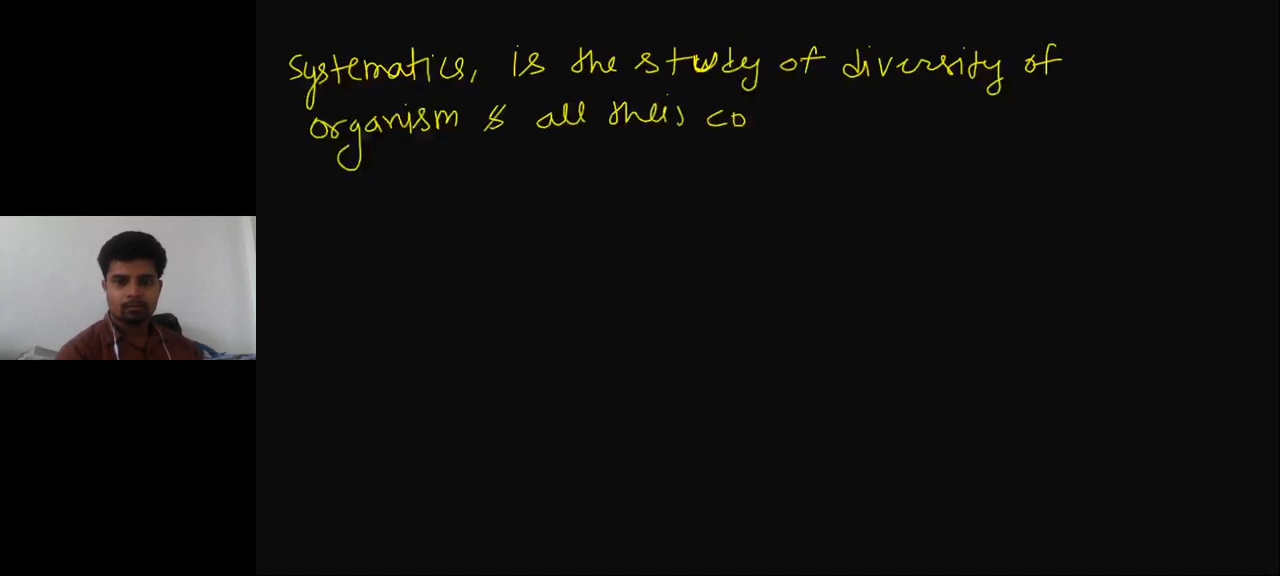 systematics, is the study of diversity of
organism & all their co